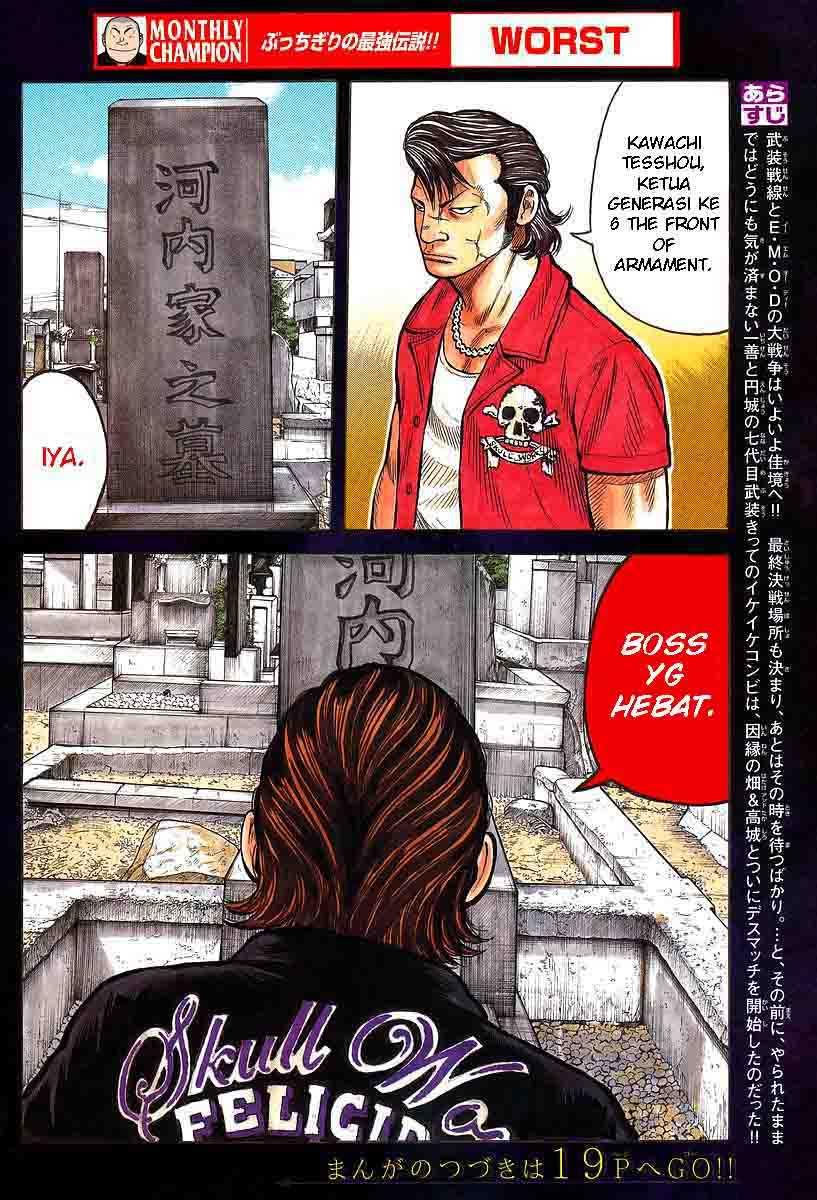 MONTHLY
CHAMPION
ぶっちぎりの最強伝説!!
WORST
あら
すじ
武装戦線とE・M・O・Dの大戦争はいよいよ佳境へ!! 最終決戦場所も決まり、あとはその時を待つばかり。…と、その前に、やられたまま
ではどうにも気が済まない一善と円城の七代目武装きってのイケイケコンビは、因縁の畑&高城とついにデスマッチを開始したのだった!!
KAWACHI
TESSHOU,
KETUA
GENERASI KE
6 THE FRONT
OF
ARMAMENT.
SKULL WORK
河内家之墓
IYA.
河内
BOSS
YG
HEBAT.
Skull Wo
FELICID
まんがのつづきは19PへGO!!